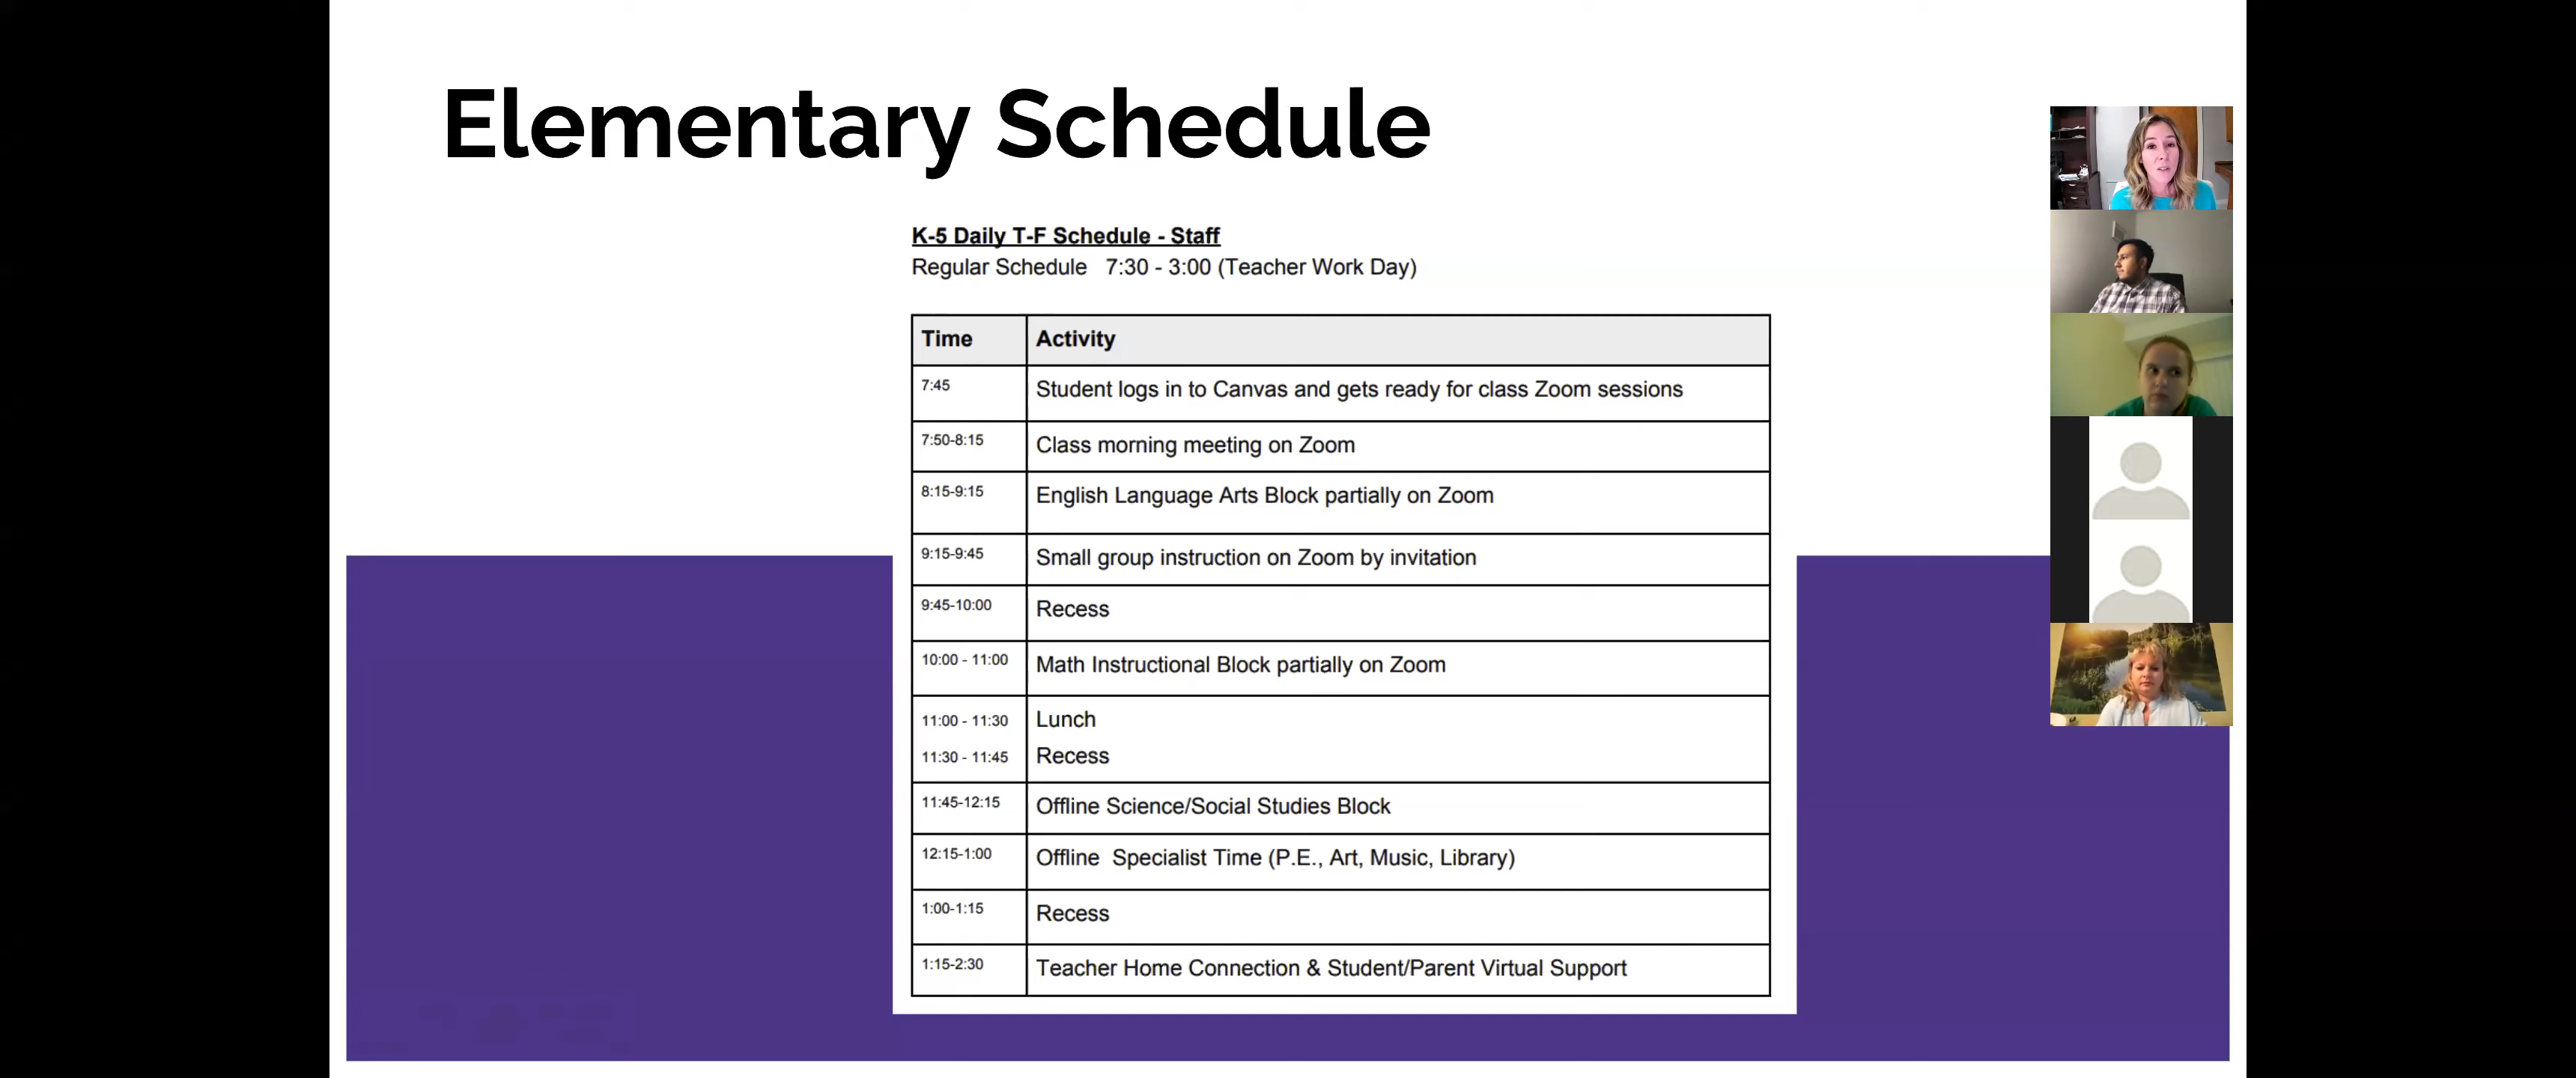 Elementary Schedule
K-5 Daily T-F Schedule - Staff
Regular Schedule   7:30 - 3:00 (Teacher Work Day)
Time Activity
7:45 Student logs in to Canvas and gets ready for class Zoom sessions
7:50-8:15 Class morning meeting on Zoom
8:15-9:15 English Language Arts Block partially on Zoom
9:15-9:45 Small group instruction on Zoom by invitation
9:45-10:00 Recess
10:00 - 11:00 Math Instructional Block partially on Zoom
11:00 - 11:30 Lunch
11:30 - 11:45 Recess
11:45-12:15 Offline Science/Social Studies Block
12:15-1:00 Offline  Specialist Time (P.E., Art, Music, Library)
1:00-1:15 Recess
1:15-2:30 Teacher Home Connection & Student/Parent Virtual Support